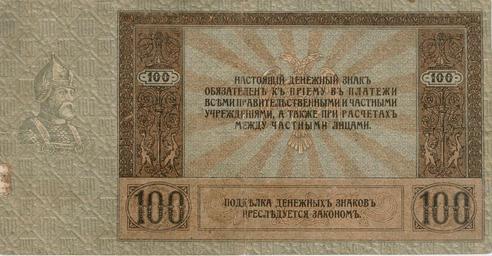 НАСТОЯЩІЙ ДЕНЕЖНЫЙ ЗНАКЪ
ОБЯЗАТЕЛЕНЪ КЪ ПРІЕМУ ВЪ ПЛАТЕЖИ
ВСѢМИ ПРАВИТЕЛЬСТВЕННЫМИ И ЧАСТНЫМИ
УЧРЕЖДЕНІЯМИ, А ТАКЖЕ ПРИ РАСЧЕТАХЪ
МЕЖДУ ЧАСТНЫМИ ЛИЦАМИ.
100 100
100 100
ПОДДѢЛКА ДЕНЕЖНЫХЪ ЗНАКОВЪ
ПРЕСЛѢДУЕТСЯ ЗАКОНОМЪ.